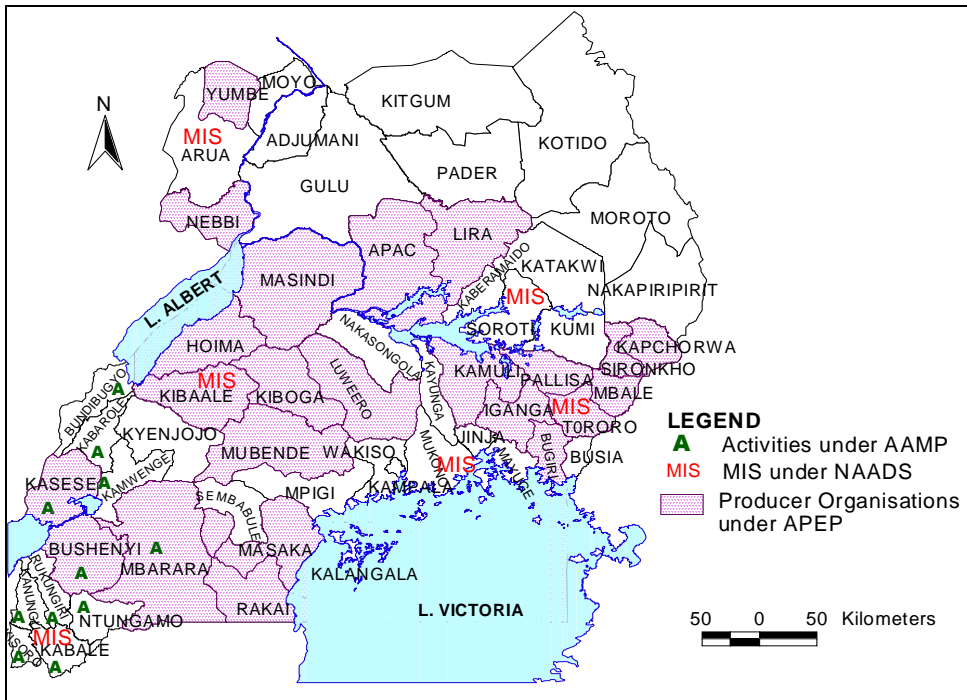 MOYO
YUMBE
N
KITGUM
MIS
ARUA
ADJUMANI
KOTIDO
PADER
GULU
NEBBI
MOROTO
LIRA
APAC
KATAKWI
KABERAMAIDO
MASINDI
L. ALBERT
NAKAPIRIPIRIT
MIS
SOROTI
KUMI
NAKASONGOLA
HOIMA
KAPCHORWA
KAYUNGA
KAMULI
SIRONKHO
PALLISA
LUWEERO
MIS
KIBAALE
KIBOGA
MBALE
BUNDIBUGYO
A
IGANGA
MIS
T0RORO
LEGEND
A Activities under AAMP
MIS MIS under NAADS
Producer Organisations
under APEP
KABAROLE
KYENJOJO
JINJA
BUGIRI
MUBENDE
WAKISO
MUKONO
MIS
BUSIA
A
MAYUGE
KAMWENGE
KASESE
A
KAMPALA
MPIGI
SEMBABULE
A
BUSHENYI
A
MASAKA
MBARARA
A
KALANGALA
RUKUNGIRI
KANUNGU
A
RAKAI
L. VICTORIA
NTUNGAMO
A
A
MIS
KABALE
A
A
50 0 50 Kilometers